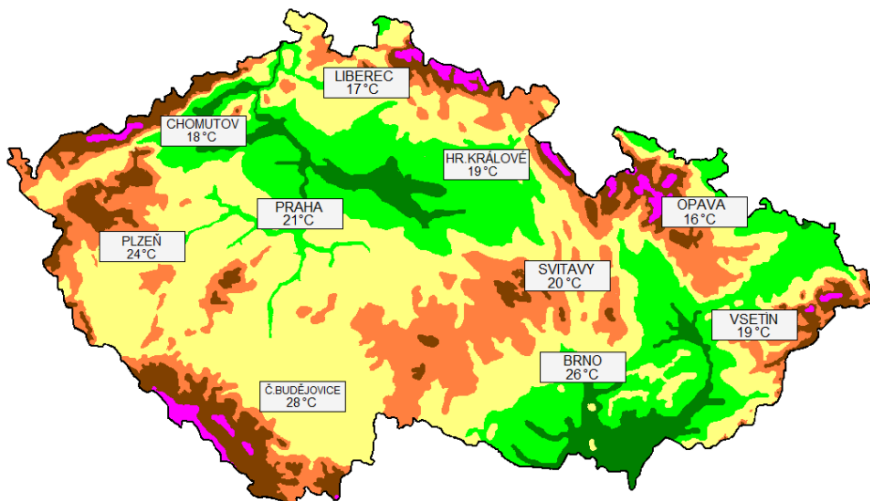 LIBEREC
17°C
CHOMUTOV
18°C
HR.KRÁLOVÉ
19°C
PRAHA
21°C
OPAVA
16°C
PLZEŇ
24°C
SVITAVY
20°C
VSETÍN
19°C
BRNO
26°C
Č.BUDĚJOVICE
28°C